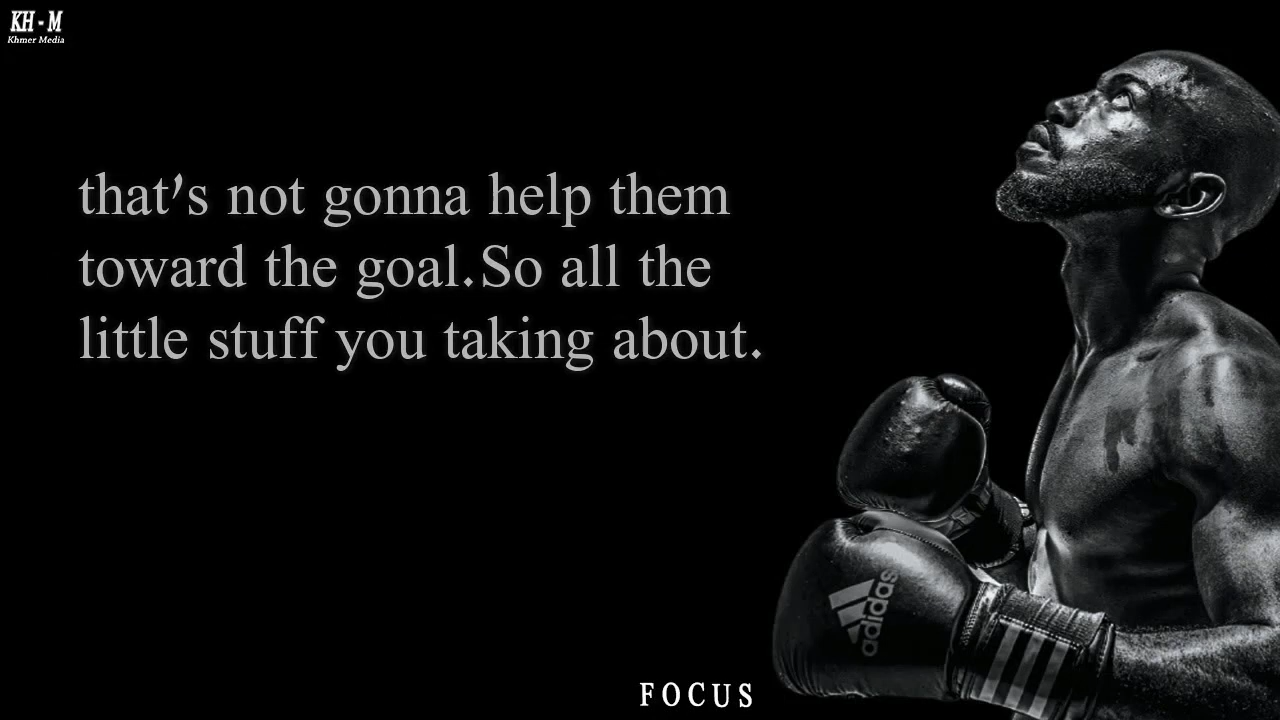 KH - M
Khmer Media
that's not gonna help them
toward the goal.So all the
little stuff you taking about.
adidas
FOCUS